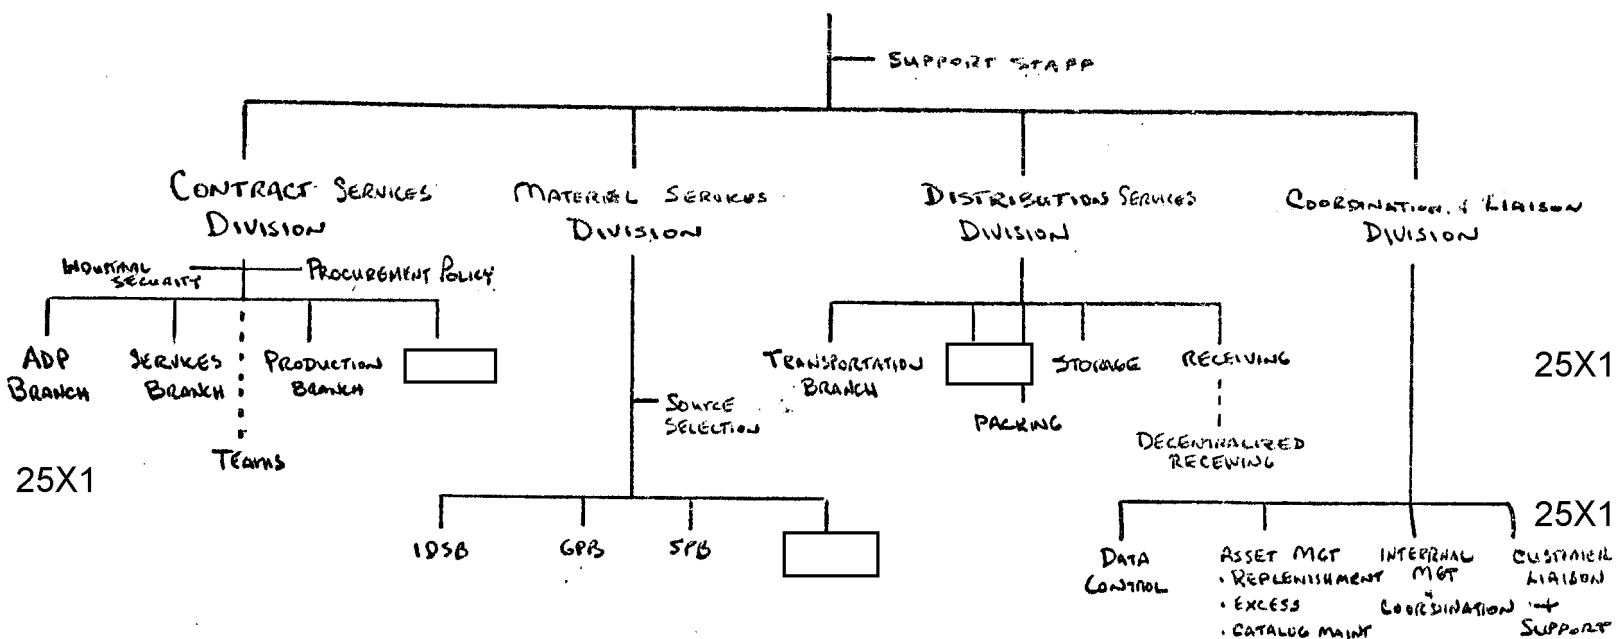 SUPPORT STAFF
CONTRACT SERVICES
DIVISION
MATERIEL SERVICES
DIVISION
DISTRIBUTION SERVICES
DIVISION
COORDINATION & LIAISON
DIVISION
INDUSTRIAL
SECURITY
PROCUREMENT POLICY
ADP
BRANCH
SERVICES
BRANCH
PRODUCTION
BRANCH
TEAMS
25X1
SOURCE
SELECTION
IDSB
GPB
SPB
TRANSPORTATION
BRANCH
PACKING
STORAGE
RECEIVING
DECENTRALIZED
RECEIVING
25X1
25X1
DATA
CONTROL
ASSET MGT
• REPLENISHMENT
• EXCESS
• CATALOG MAINT
INTERNAL
MGT
+
COORDINATION
CUSTOMER
LIAISON
+
SUPPORT